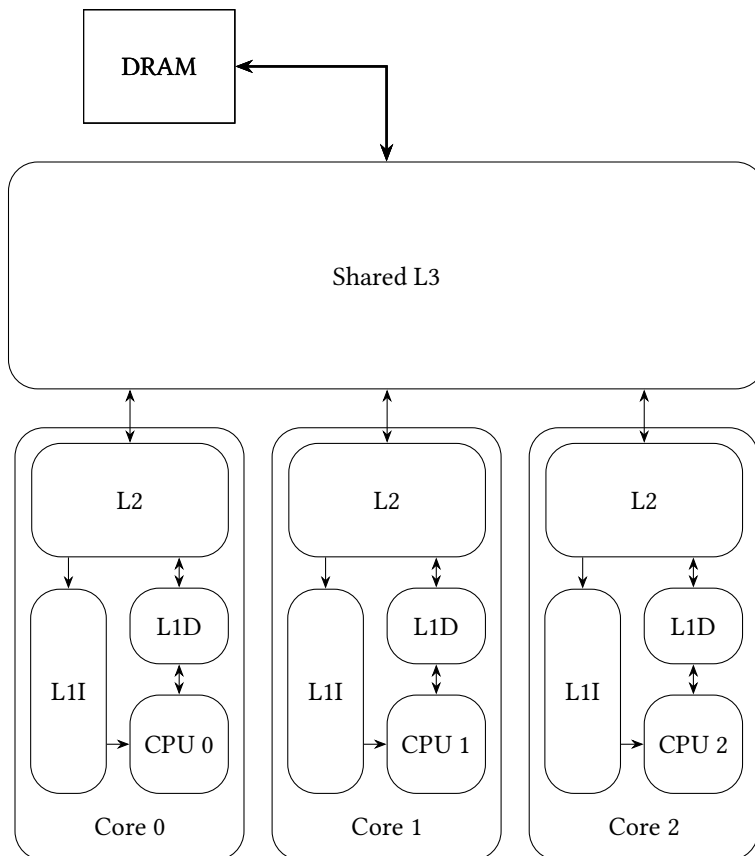 DRAM
Shared L3
L2
L2
L2
L1D
L1D
L1D
L1I
L1I
L1I
CPU 0
CPU 1
CPU 2
Core 0
Core 1
Core 2